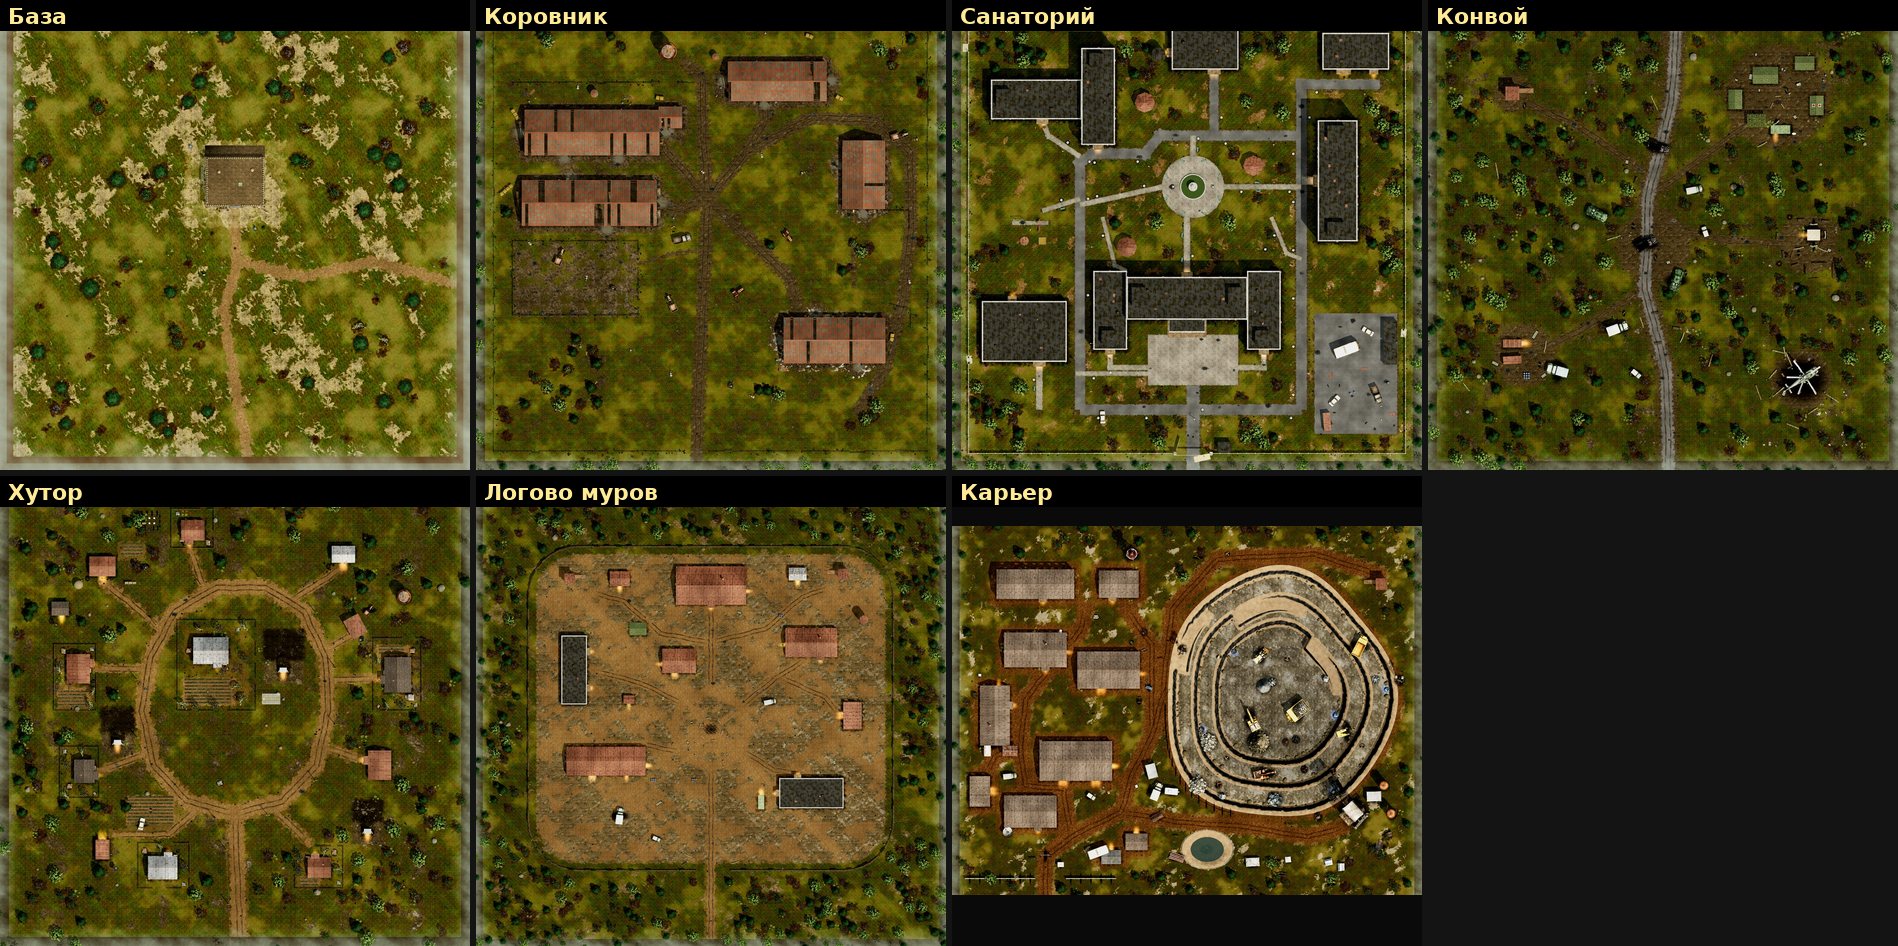 База
Коровник
Санаторий
Конвой
Хутор
Логово муров
Карьер